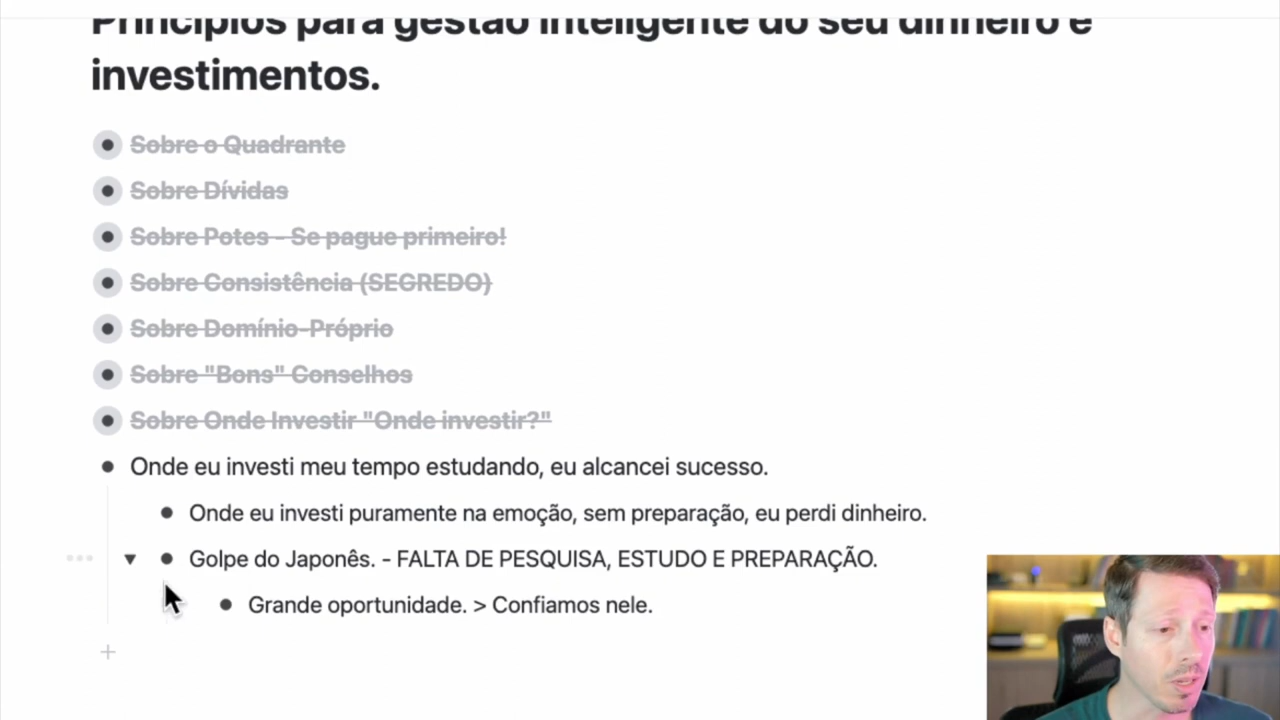 Princípios para gestão inteligente do seu dinheiro e
investimentos.
Sobre o Quadrante
Sobre Dívidas
Sobre Potes - Se pague primeiro!
Sobre Consistência (SEGREDO)
Sobre Domínio-Próprio
Sobre "Bons" Conselhos
Sobre Onde Investir "Onde investir?"
Onde eu investi meu tempo estudando, eu alcancei sucesso.
Onde eu investi puramente na emoção, sem preparação, eu perdi dinheiro.
Golpe do Japonês. - FALTA DE PESQUISA, ESTUDO E PREPARAÇÃO.
Grande oportunidade. > Confiamos nele.